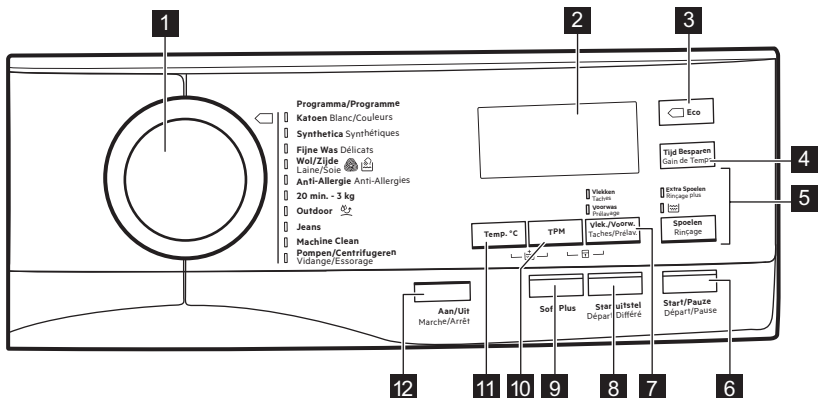 1
2
3
Programma/Programme
Katoen Blanc/Couleurs
Synthetica Synthétiques
Fijne Was Délicats
Wol/Zijde
Laine/Soie
Anti-Allergie Anti-Allergies
20 min. - 3 kg
Outdoor
Jeans
Machine Clean
Pompen/Centrifugeren
Vidange/Essorage
Eco
Tijd Besparen
Gain de Temps
4
5
Vlekken
Taches
Voorwas
Prélavage
Extra Spoelen
Rinçage plus
Temp. °C
TPM
Vlek./Voorw.
Taches/Prélav.
Spoelen
Rinçage
Aan/Uit
Marche/Arrêt
Soft Plus
Startuitstel
Départ Différé
Start/Pauze
Départ/Pause
12
11
10
9
8
7
6